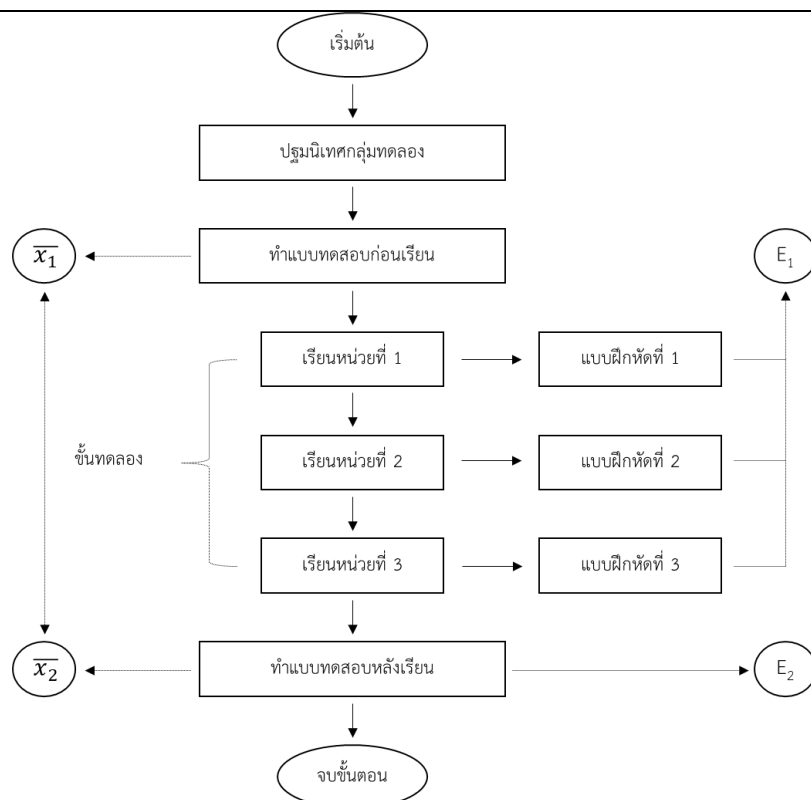 เริ่มต้น
ปฐมนิเทศกลุ่มทดลอง
ทำแบบทดสอบก่อนเรียน
$\overline{x_1}$
E₁
เรียนหน่วยที่ 1
แบบฝึกหัดที่ 1
ขั้นทดลอง
เรียนหน่วยที่ 2
แบบฝึกหัดที่ 2
เรียนหน่วยที่ 3
แบบฝึกหัดที่ 3
$\overline{x_2}$
ทำแบบทดสอบหลังเรียน
E₂
จบขั้นตอน